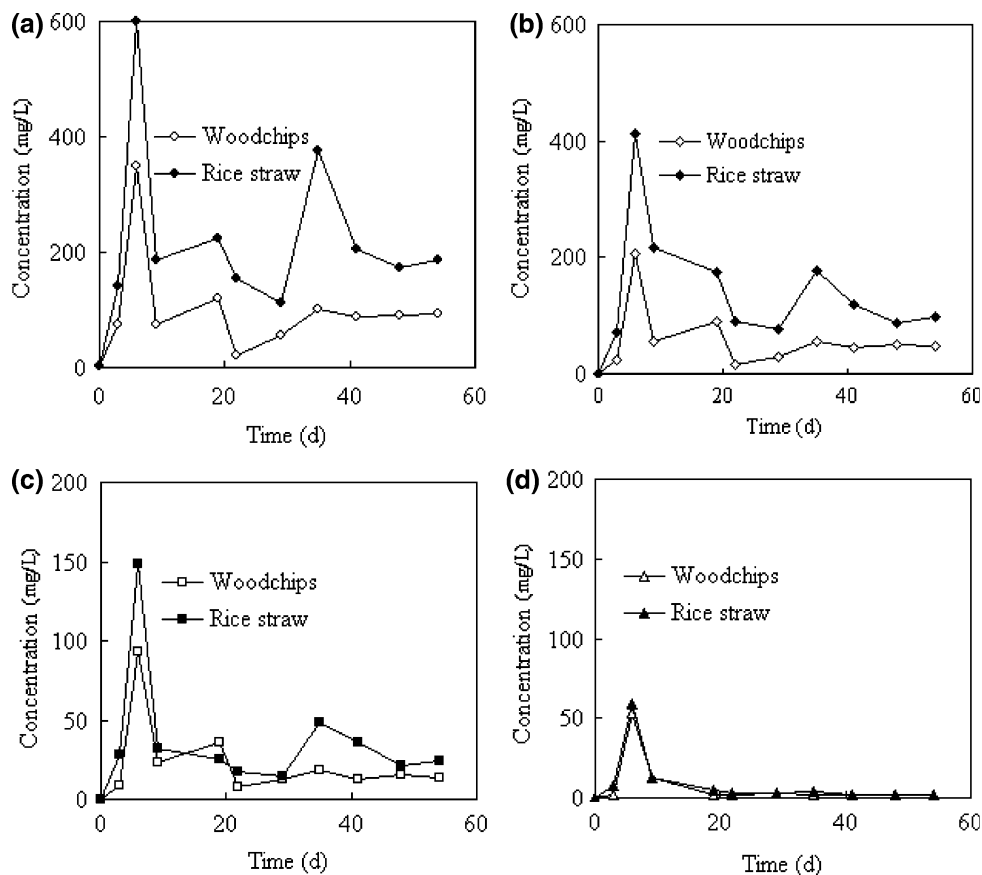 (a)
600
400
200
0
Concentration (mg/L)
Woodchips
Rice straw
0 20 40 60
Time (d)
(b)
600
400
200
0
Concentration (mg/L)
Woodchips
Rice straw
0 20 40 60
Time (d)
(c)
200
150
100
50
0
Concentration (mg/L)
Woodchips
Rice straw
0 20 40 60
Time (d)
(d)
200
150
100
50
0
Concentration (mg/L)
Woodchips
Rice straw
0 20 40 60
Time (d)